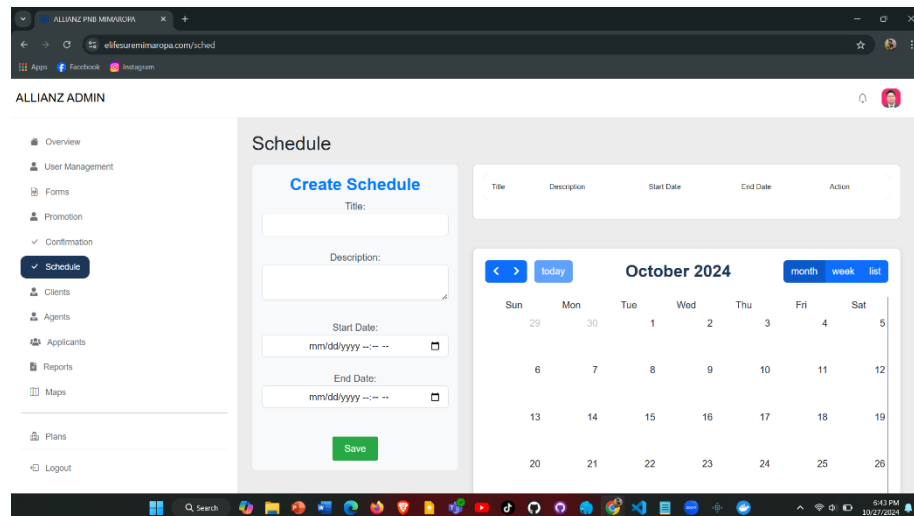 ALLIANZ PNB MIMAROPA
elifesuremimaropa.com/sched
Apps Facebook Instagram
ALLIANZ ADMIN
Overview
User Management
Forms
Promotion
Confirmation
Schedule
Clients
Agents
Applicants
Reports
Maps
Plans
Logout
Schedule
Create Schedule
Title:
Description:
Start Date:
mm/dd/yyyy --:-- --
End Date:
mm/dd/yyyy --:-- --
Save
Title Description Start Date End Date Action
today October 2024 month week list
Sun Mon Tue Wed Thu Fri Sat
29 30 1 2 3 4 5
6 7 8 9 10 11 12
13 14 15 16 17 18 19
20 21 22 23 24 25 26
Search
6:43 PM
10/27/2024